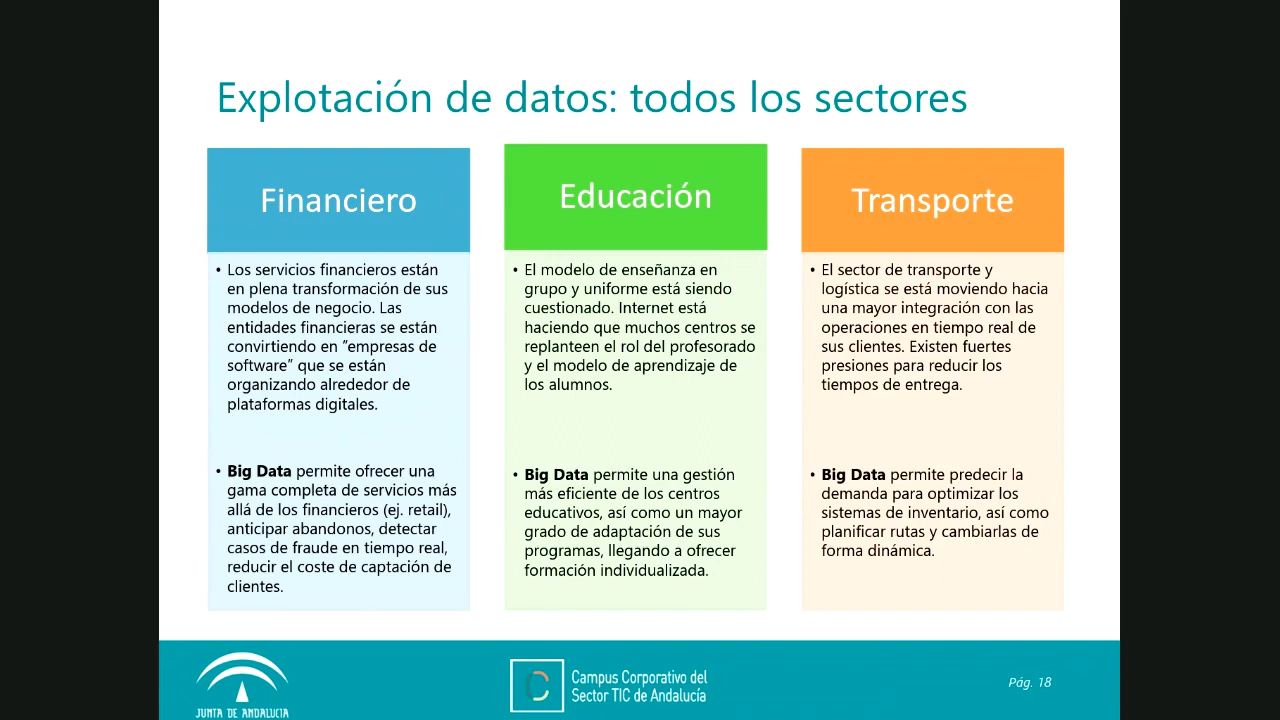 Explotación de datos: todos los sectores
Financiero
• Los servicios financieros están
en plena transformación de sus
modelos de negocio. Las
entidades financieras se están
convirtiendo en “empresas de
software” que se están
organizando alrededor de
plataformas digitales.
• Big Data permite ofrecer una
gama completa de servicios más
allá de los financieros (ej. retail),
anticipar abandonos, detectar
casos de fraude en tiempo real,
reducir el coste de captación de
clientes.
Educación
• El modelo de enseñanza en
grupo y uniforme está siendo
cuestionado. Internet está
haciendo que muchos centros se
replanteen el rol del profesorado
y el modelo de aprendizaje de
los alumnos.
• Big Data permite una gestión
más eficiente de los centros
educativos, así como un mayor
grado de adaptación de sus
programas, llegando a ofrecer
formación individualizada.
Transporte
• El sector de transporte y
logística se está moviendo hacia
una mayor integración con las
operaciones en tiempo real de
sus clientes. Existen fuertes
presiones para reducir los
tiempos de entrega.
• Big Data permite predecir la
demanda para optimizar los
sistemas de inventario, así como
planificar rutas y cambiarlas de
forma dinámica.
JUNTA DE ANDALUCIA
Campus Corporativo del
Sector TIC de Andalucía
Pág. 18